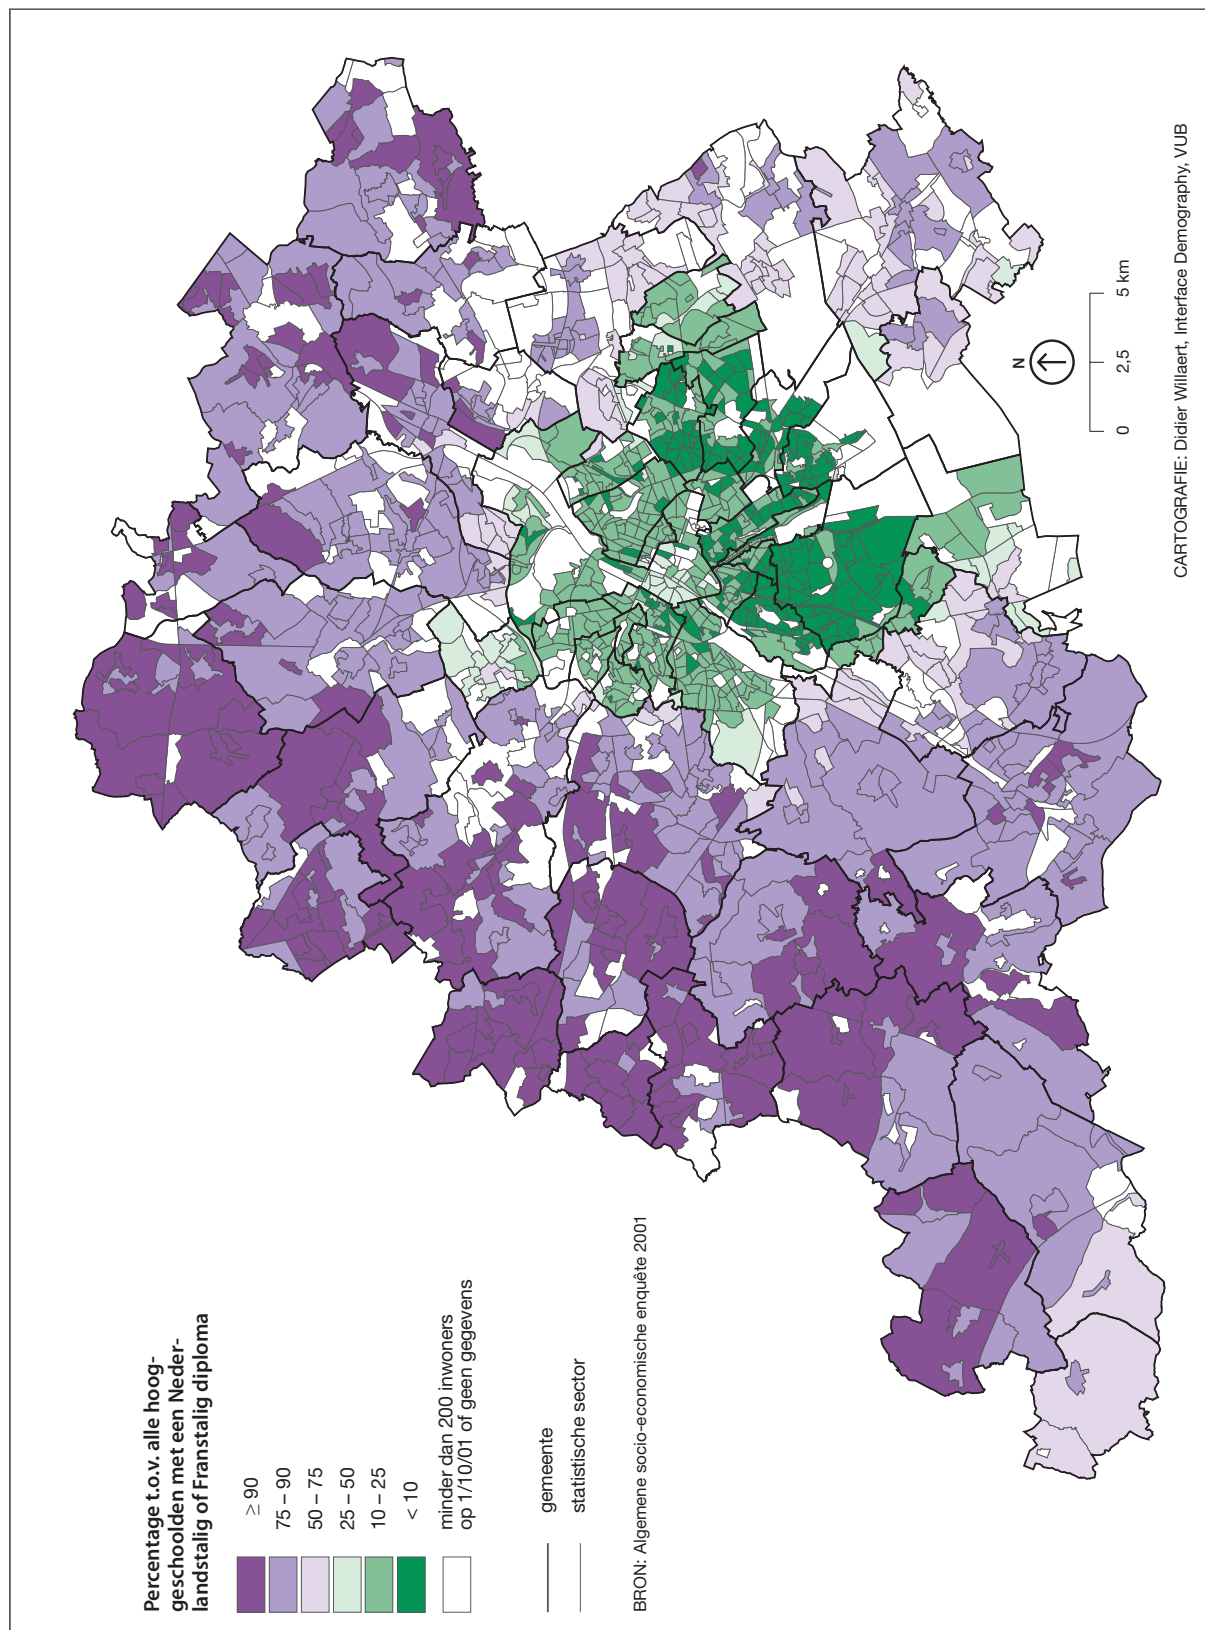 Percentage t.o.v. alle hoog-
geschoolden met een Neder-
landstalig of Franstalig diploma
≥ 90
75 – 90
50 – 75
25 – 50
10 – 25
< 10
minder dan 200 inwoners
op 1/10/01 of geen gegevens
gemeente
statistische sector
BRON: Algemene socio-economische enquête 2001
N
0 2,5 5 km
CARTOGRAFIE: Didier Willaert, Interface Demography, VUB